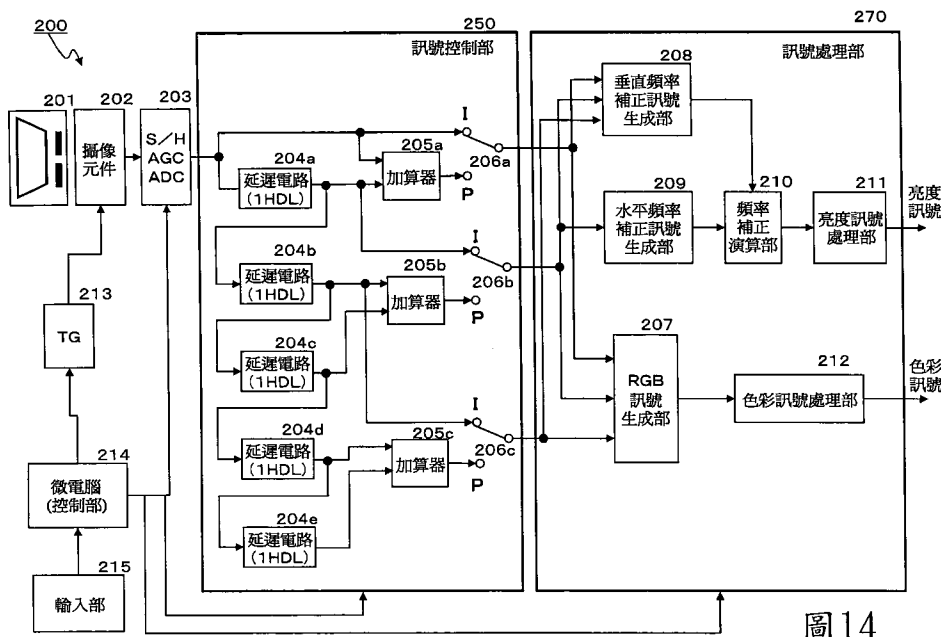 200
250
270
訊號控制部
訊號處理部
201
202
203
攝像
元件
S/H
AGC
ADC
204a
延遲電路
(1HDL)
205a
加算器
I
206a
P
204b
延遲電路
(1HDL)
205b
加算器
I
206b
P
204c
延遲電路
(1HDL)
204d
延遲電路
(1HDL)
205c
加算器
I
206c
P
204e
延遲電路
(1HDL)
208
垂直頻率
補正訊號
生成部
209
水平頻率
補正訊號
生成部
210
頻率
補正
演算部
211
亮度訊號
處理部
亮度
訊號
207
RGB
訊號
生成部
212
色彩訊號處理部
色彩
訊號
213
TG
214
微電腦
(控制部)
215
輸入部
圖14